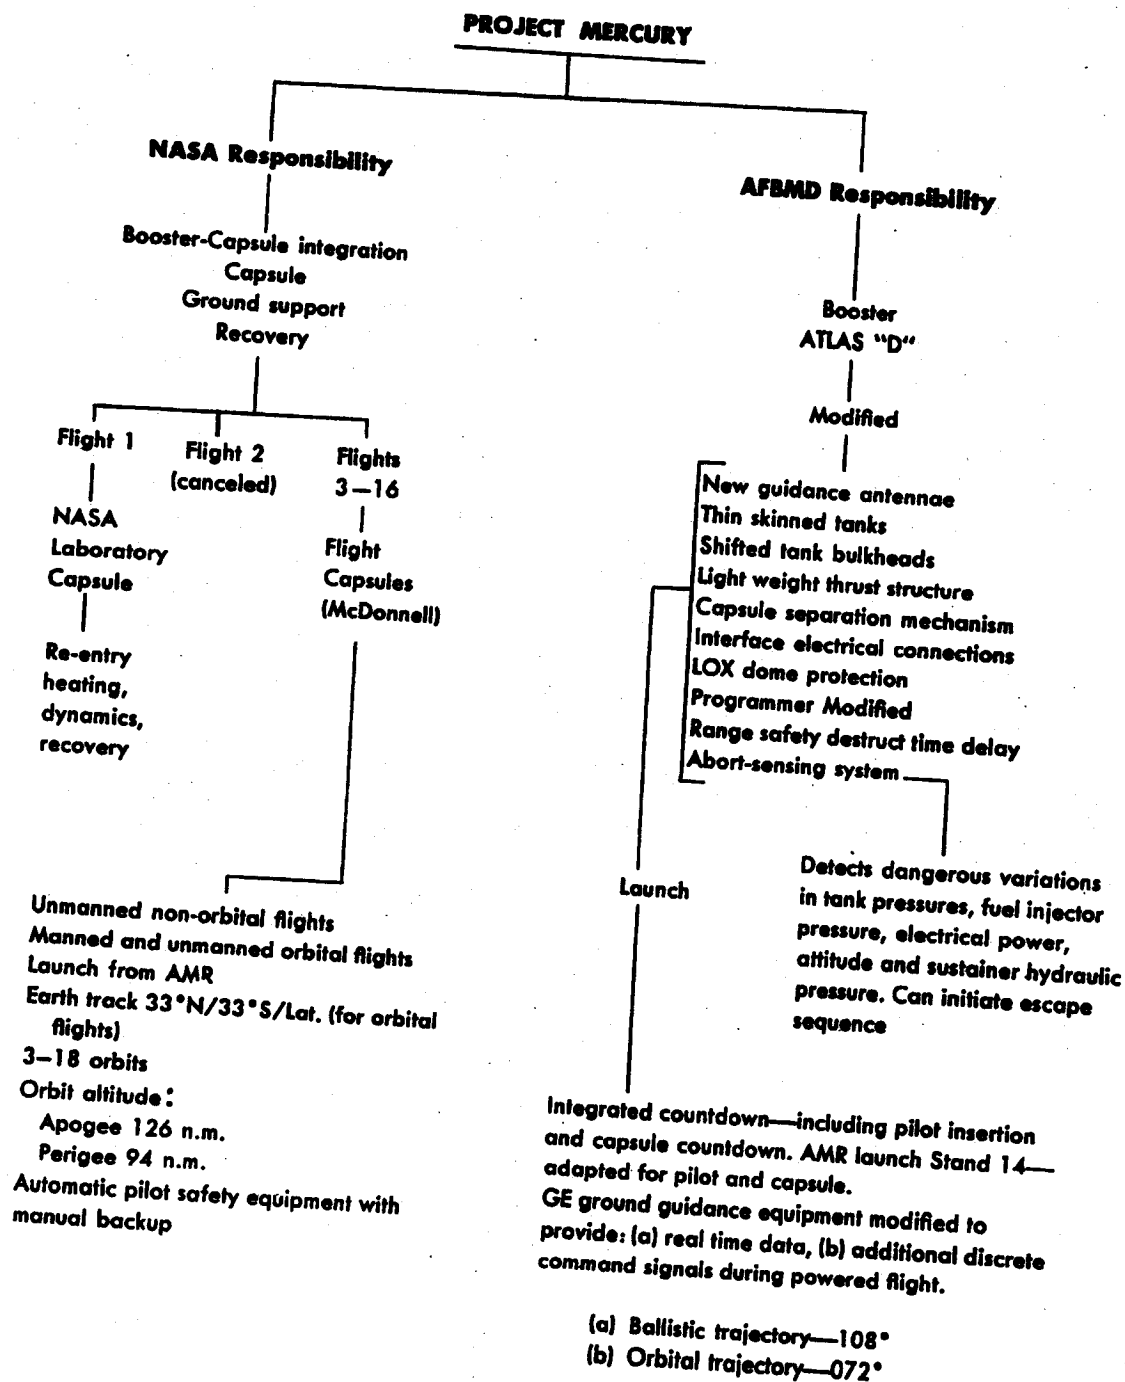 PROJECT MERCURY
NASA Responsibility
Booster-Capsule integration
Capsule
Ground support
Recovery
Flight 1
NASA
Laboratory
Capsule
Re-entry
heating,
dynamics,
recovery
Flight 2
(canceled)
Flights
3–16
Flight
Capsules
(McDonnell)
Unmanned non-orbital flights
Manned and unmanned orbital flights
Launch from AMR
Earth track 33°N/33°S/Lat. (for orbital
flights)
3–18 orbits
Orbit altitude:
Apogee 126 n.m.
Perigee 94 n.m.
Automatic pilot safety equipment with
manual backup
AFBMD Responsibility
Booster
ATLAS "D"
Modified
New guidance antennae
Thin skinned tanks
Shifted tank bulkheads
Light weight thrust structure
Capsule separation mechanism
Interface electrical connections
LOX dome protection
Programmer Modified
Range safety destruct time delay
Abort-sensing system
Detects dangerous variations
in tank pressures, fuel injector
pressure, electrical power,
attitude and sustainer hydraulic
pressure. Can initiate escape
sequence
Launch
Integrated countdown—including pilot insertion
and capsule countdown. AMR launch Stand 14—
adapted for pilot and capsule.
GE ground guidance equipment modified to
provide: (a) real time data, (b) additional discrete
command signals during powered flight.
(a) Ballistic trajectory—108°
(b) Orbital trajectory—072°